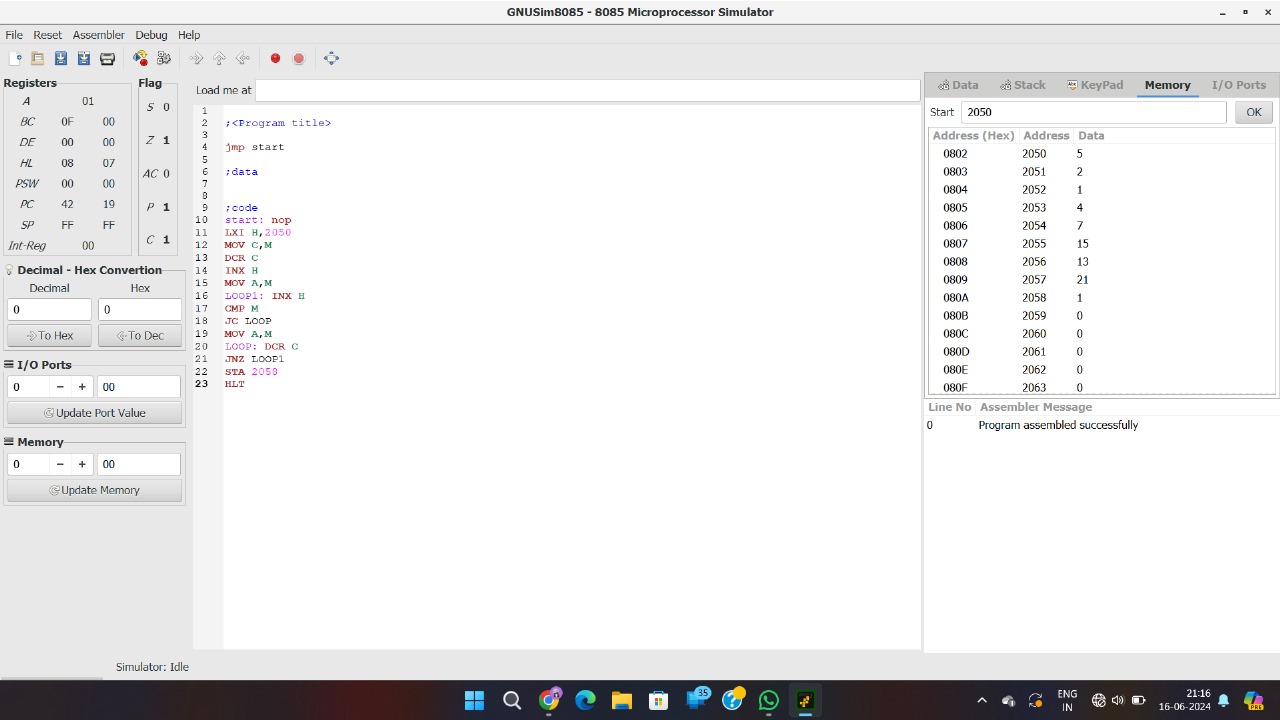 GNUSim8085 - 8085 Microprocessor Simulator
File Reset Assembler Debug Help
Registers
A 01
BC 0F 00
DE 00 00
HL 08 07
PSW 00 00
PC 42 19
SP FF FF
Int-Reg 00
Flag
S 0
Z 1
AC 0
P 1
C 1
Decimal - Hex Convertion
Decimal Hex
0 0
To Hex To Dec
I/O Ports
0 − + 00
Update Port Value
Memory
0 − + 00
Update Memory
Load me at
1
2 ;<Program title>
3
4 jmp start
5
6 ;data
7
8
9 ;code
10 start: nop
11 LXI H,2050
12 MOV C,M
13 DCR C
14 INX H
15 MOV A,M
16 LOOP1: INX H
17 CMP M
18 JC LOOP
19 MOV A,M
20 LOOP: DCR C
21 JNZ LOOP1
22 STA 2058
23 HLT
Data Stack KeyPad Memory I/O Ports
Start 2050 OK
Address (Hex) Address Data
0802 2050 5
0803 2051 2
0804 2052 1
0805 2053 4
0806 2054 7
0807 2055 15
0808 2056 13
0809 2057 21
080A 2058 1
080B 2059 0
080C 2060 0
080D 2061 0
080E 2062 0
080F 2063 0
Line No Assembler Message
0 Program assembled successfully
Simulator: Idle
35
ENG
IN
21:16
16-06-2024
PRE